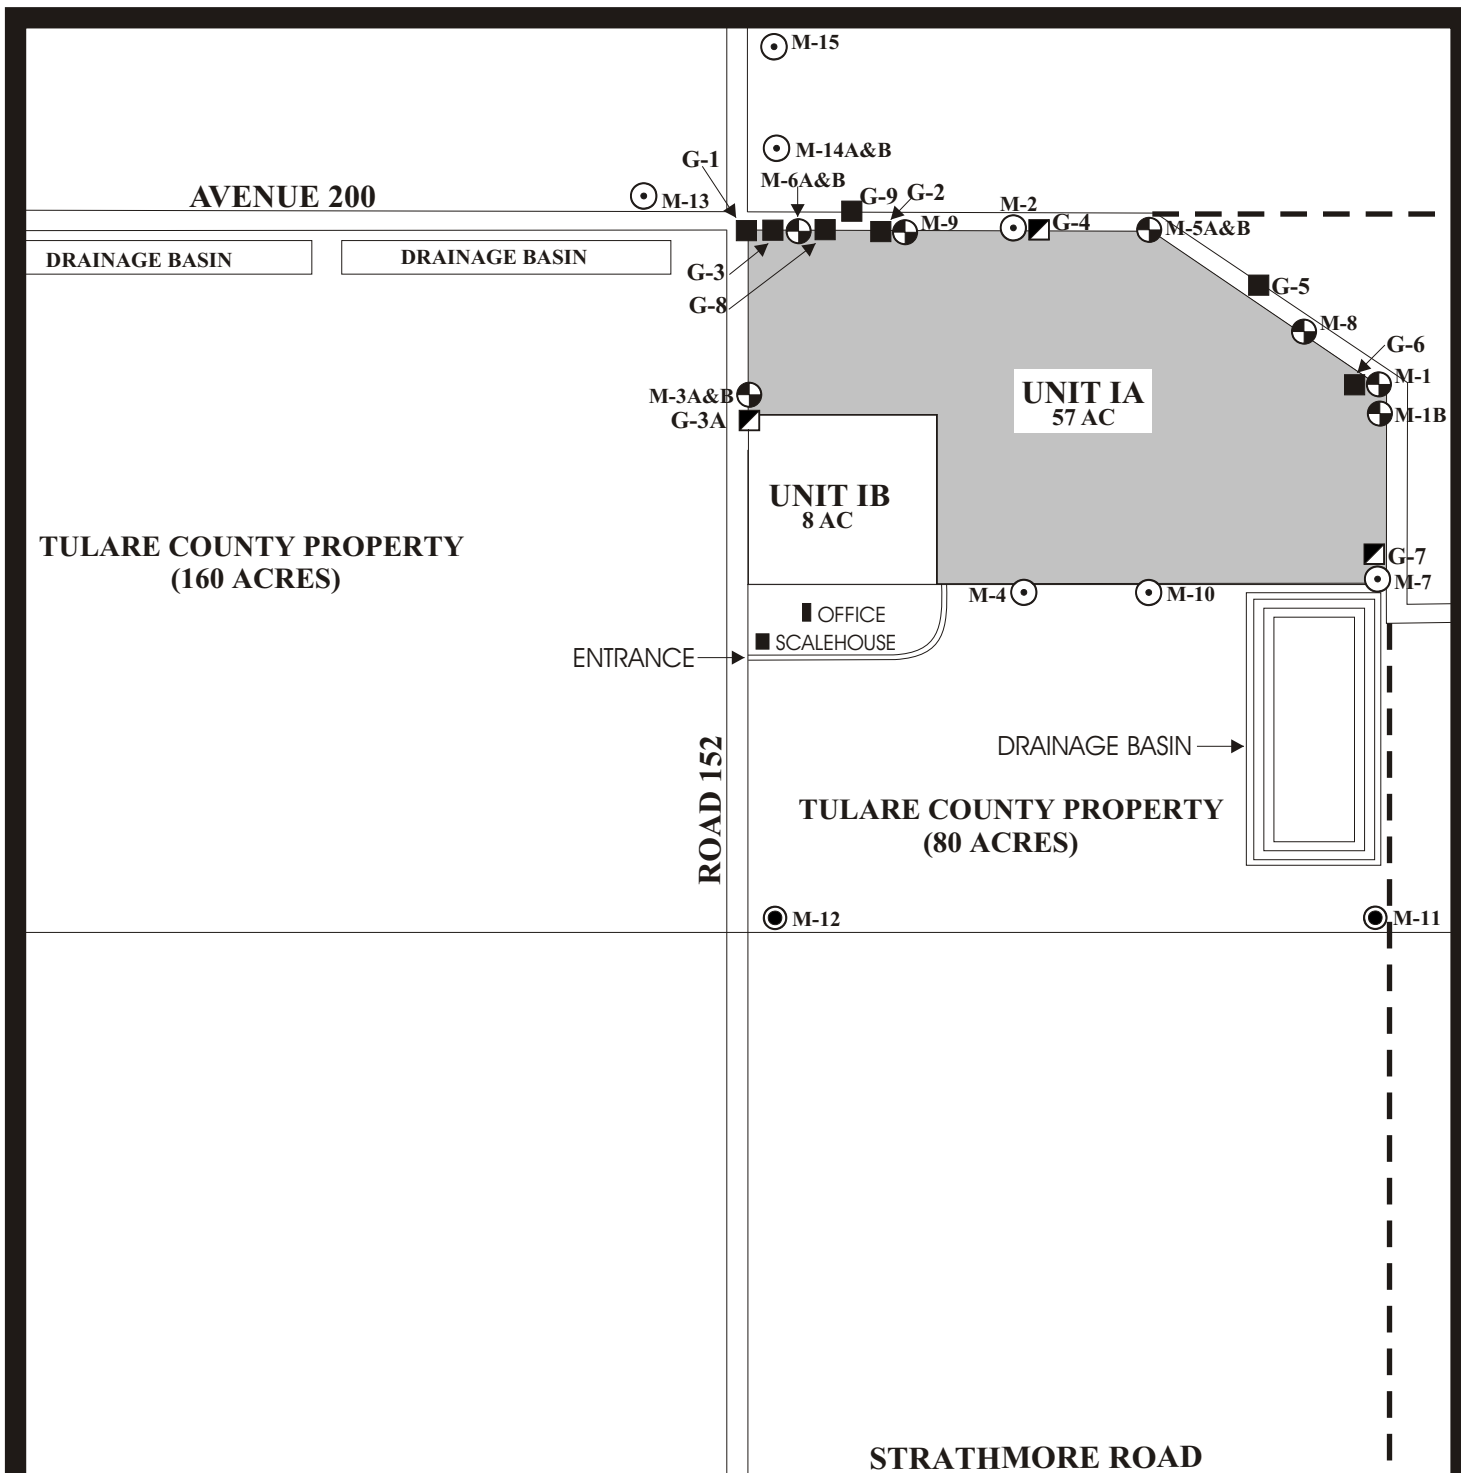 M-15
M-14A&B
G-1
M-6A&B
AVENUE 200
M-13
G-9
G-2
M-2
M-9
G-4
M-5A&B
DRAINAGE BASIN
DRAINAGE BASIN
G-3
G-8
G-5
M-8
G-6
M-1
M-3A&B
G-3A
UNIT IA
57 AC
M-1B
UNIT IB
8 AC
TULARE COUNTY PROPERTY
(160 ACRES)
G-7
M-7
M-4
M-10
OFFICE
SCALEHOUSE
ENTRANCE
ROAD 152
DRAINAGE BASIN
TULARE COUNTY PROPERTY
(80 ACRES)
M-12
M-11
STRATHMORE ROAD